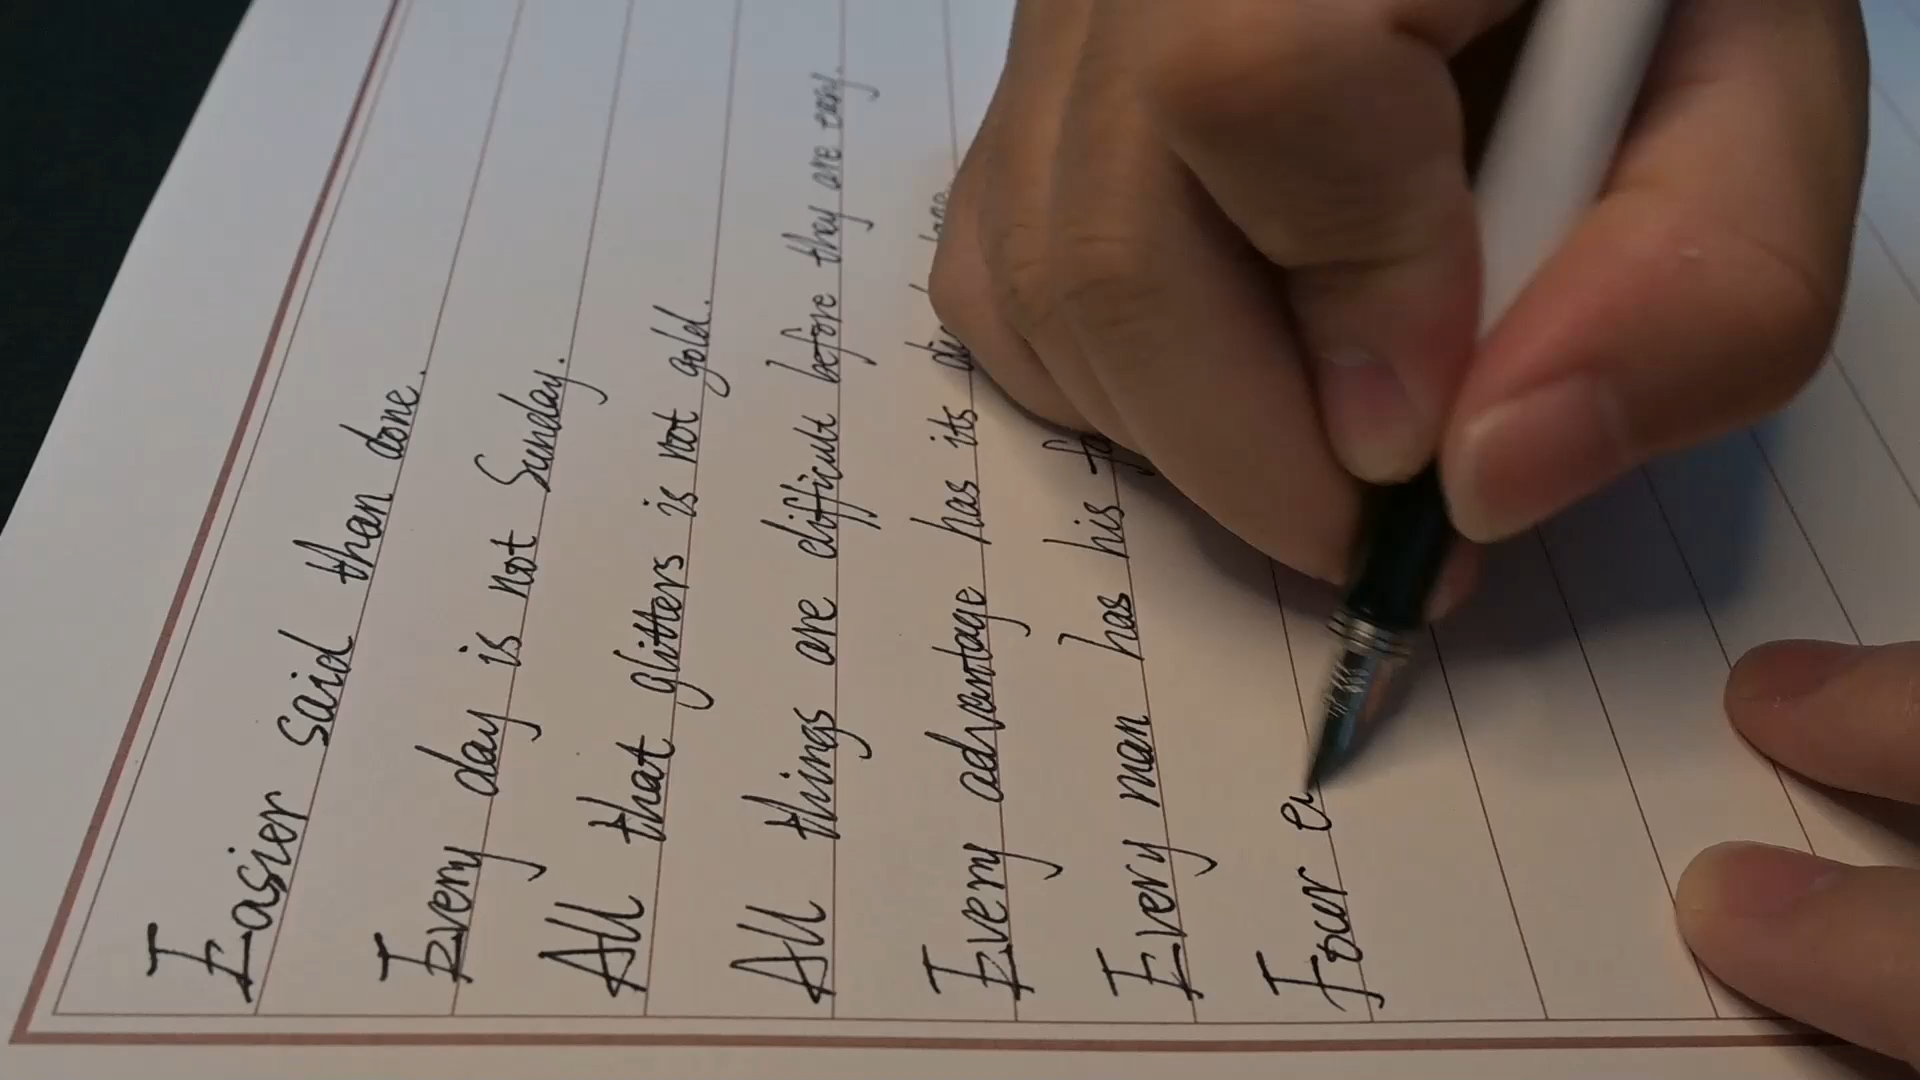 Easier said than done.
Every day is not Sunday.
All that glitters is not gold.
All things are difficult before they are easy.
Every advantage has its
Every man has his
Four